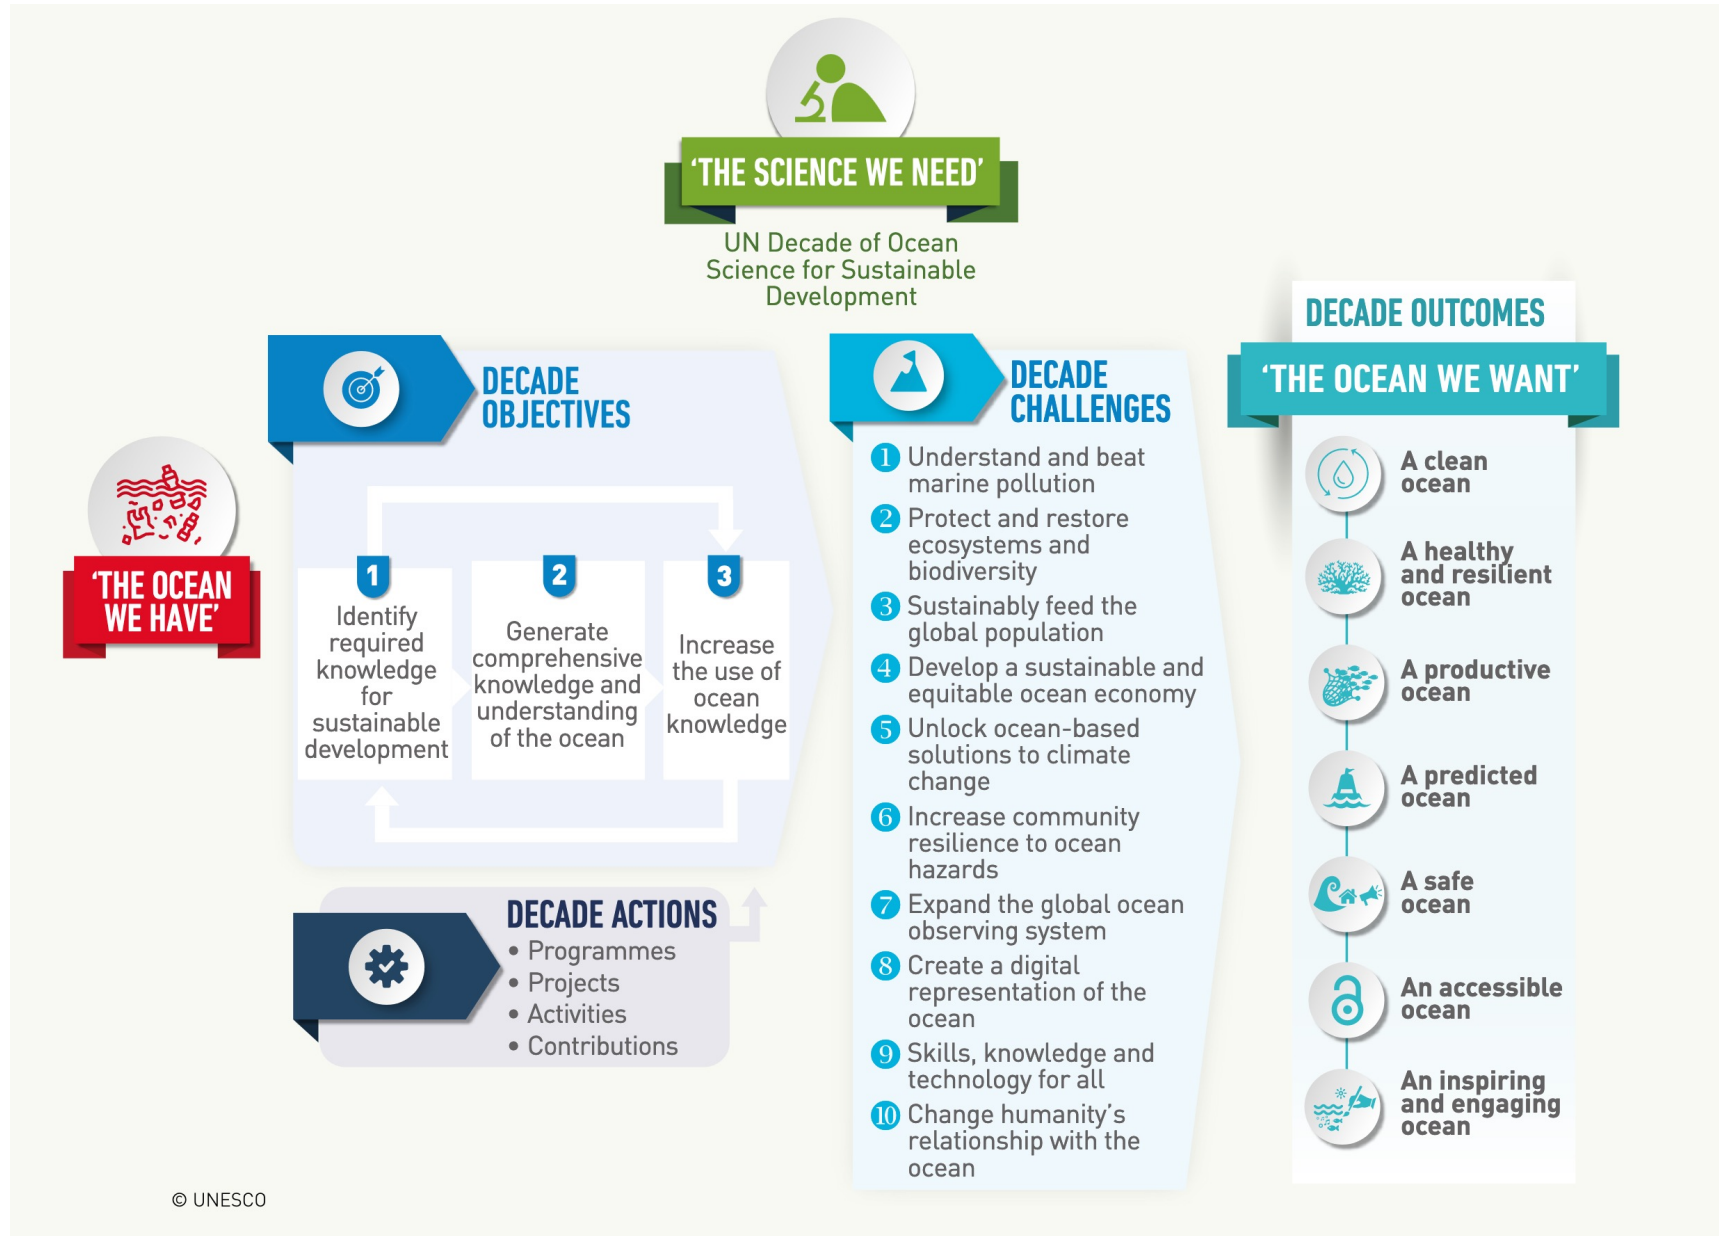 ‘THE SCIENCE WE NEED’
UN Decade of Ocean
Science for Sustainable
Development
‘THE OCEAN
WE HAVE’
DECADE
OBJECTIVES
1
Identify
required
knowledge
for
sustainable
development
2
Generate
comprehensive
knowledge and
understanding
of the ocean
3
Increase
the use of
ocean
knowledge
DECADE ACTIONS
• Programmes
• Projects
• Activities
• Contributions
DECADE
CHALLENGES
1 Understand and beat
marine pollution
2 Protect and restore
ecosystems and
biodiversity
3 Sustainably feed the
global population
4 Develop a sustainable and
equitable ocean economy
5 Unlock ocean-based
solutions to climate
change
6 Increase community
resilience to ocean
hazards
7 Expand the global ocean
observing system
8 Create a digital
representation of the
ocean
9 Skills, knowledge and
technology for all
10 Change humanity’s
relationship with the
ocean
DECADE OUTCOMES
‘THE OCEAN WE WANT’
A clean
ocean
A healthy
and resilient
ocean
A productive
ocean
A predicted
ocean
A safe
ocean
An accessible
ocean
An inspiring
and engaging
ocean
© UNESCO